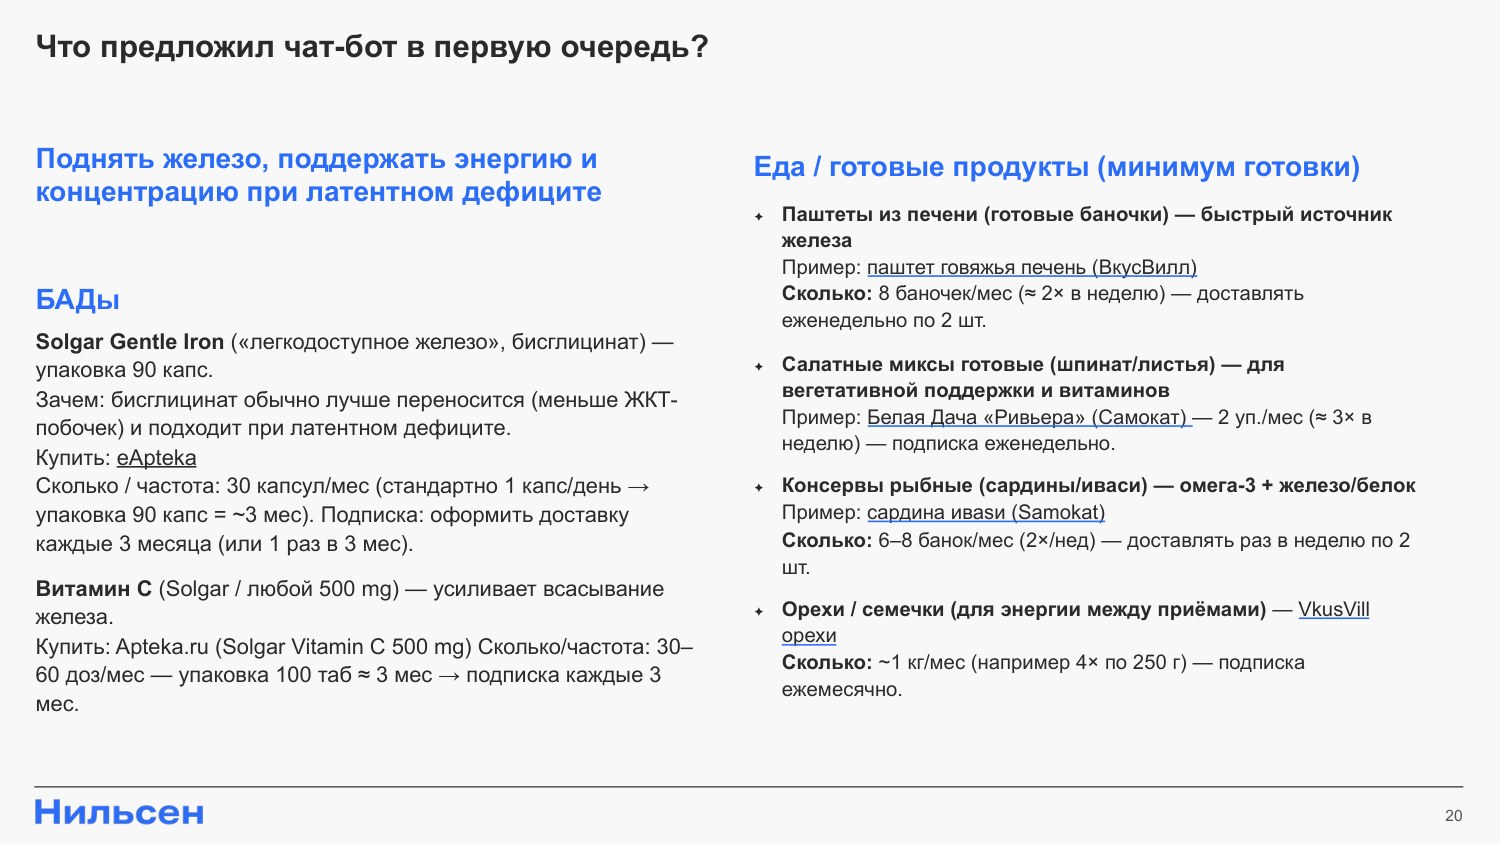 Что предложил чат-бот в первую очередь?
Поднять железо, поддержать энергию и
концентрацию при латентном дефиците
БАДы
Solgar Gentle Iron («легкодоступное железо», бисглицинат) —
упаковка 90 капс.
Зачем: бисглицинат обычно лучше переносится (меньше ЖКТ-
побочек) и подходит при латентном дефиците.
Купить: eApteka
Сколько / частота: 30 капсул/мес (стандартно 1 капс/день →
упаковка 90 капс = ~3 мес). Подписка: оформить доставку
каждые 3 месяца (или 1 раз в 3 мес).
Витамин C (Solgar / любой 500 mg) — усиливает всасывание
железа.
Купить: Apteka.ru (Solgar Vitamin C 500 mg) Сколько/частота: 30–
60 доз/мес — упаковка 100 таб ≈ 3 мес → подписка каждые 3
мес.
Еда / готовые продукты (минимум готовки)
✦ Паштеты из печени (готовые баночки) — быстрый источник
железа
Пример: паштет говяжья печень (ВкусВилл)
Сколько: 8 баночек/мес (≈ 2× в неделю) — доставлять
еженедельно по 2 шт.
✦ Салатные миксы готовые (шпинат/листья) — для
вегетативной поддержки и витаминов
Пример: Белая Дача «Ривьера» (Самокат) — 2 уп./мес (≈ 3× в
неделю) — подписка еженедельно.
✦ Консервы рыбные (сардины/иваси) — омега-3 + железо/белок
Пример: сардина иваsи (Samokat)
Сколько: 6–8 банок/мес (2×/нед) — доставлять раз в неделю по 2
шт.
✦ Орехи / семечки (для энергии между приёмами) — VkusVill
орехи
Сколько: ~1 кг/мес (например 4× по 250 г) — подписка
ежемесячно.
Нильсен
20